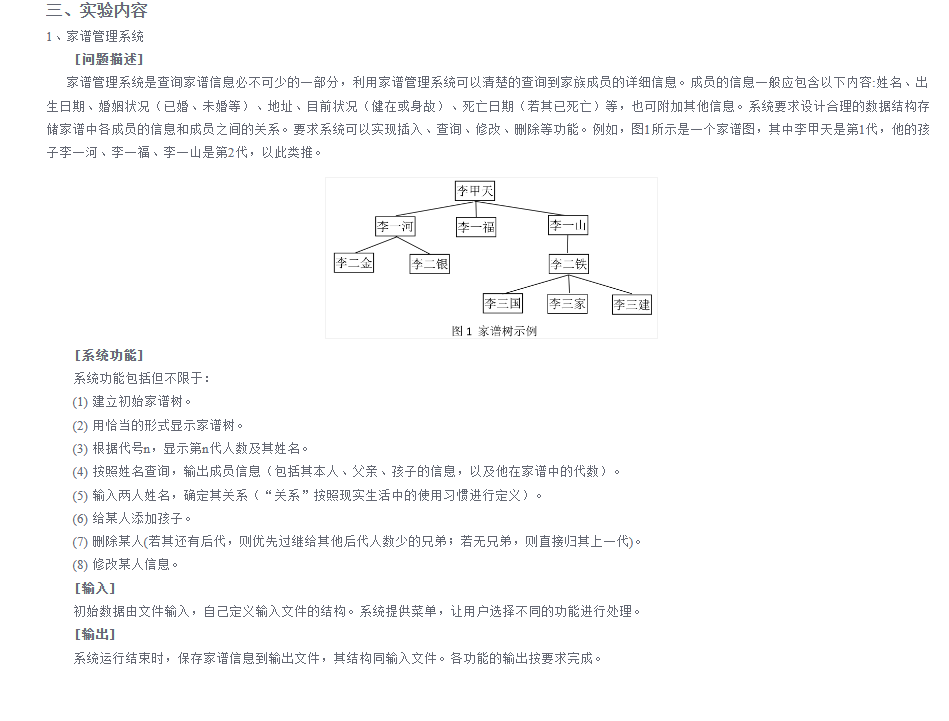 三、实验内容
1、家谱管理系统
[问题描述]
家谱管理系统是查询家谱信息必不可少的一部分，利用家谱管理系统可以清楚的查询到家族成员的详细信息。成员的信息一般应包含以下内容:姓名、出
生日期、婚姻状况（已婚、未婚等）、地址、目前状况（健在或身故）、死亡日期（若其已死亡）等，也可附加其他信息。系统要求设计合理的数据结构存
储家谱中各成员的信息和成员之间的关系。要求系统可以实现插入、查询、修改、删除等功能。例如，图1所示是一个家谱图，其中李甲天是第1代，他的孩
子李一河、李一福、李一山是第2代，以此类推。
李甲天
李一河 李一福 李一山
李二金 李二银 李二铁
李三国 李三家 李三建
图 1 家谱树示例
[系统功能]
系统功能包括但不限于：
(1) 建立初始家谱树。
(2) 用恰当的形式显示家谱树。
(3) 根据代号n，显示第n代人数及其姓名。
(4) 按照姓名查询，输出成员信息（包括其本人、父亲、孩子的信息，以及他在家谱中的代数）。
(5) 输入两人姓名，确定其关系（“关系”按照现实生活中的使用习惯进行定义）。
(6) 给某人添加孩子。
(7) 删除某人(若其还有后代，则优先过继给其他后代人数少的兄弟；若无兄弟，则直接归其上一代)。
(8) 修改某人信息。
[输入]
初始数据由文件输入，自己定义输入文件的结构。系统提供菜单，让用户选择不同的功能进行处理。
[输出]
系统运行结束时，保存家谱信息到输出文件，其结构同输入文件。各功能的输出按要求完成。